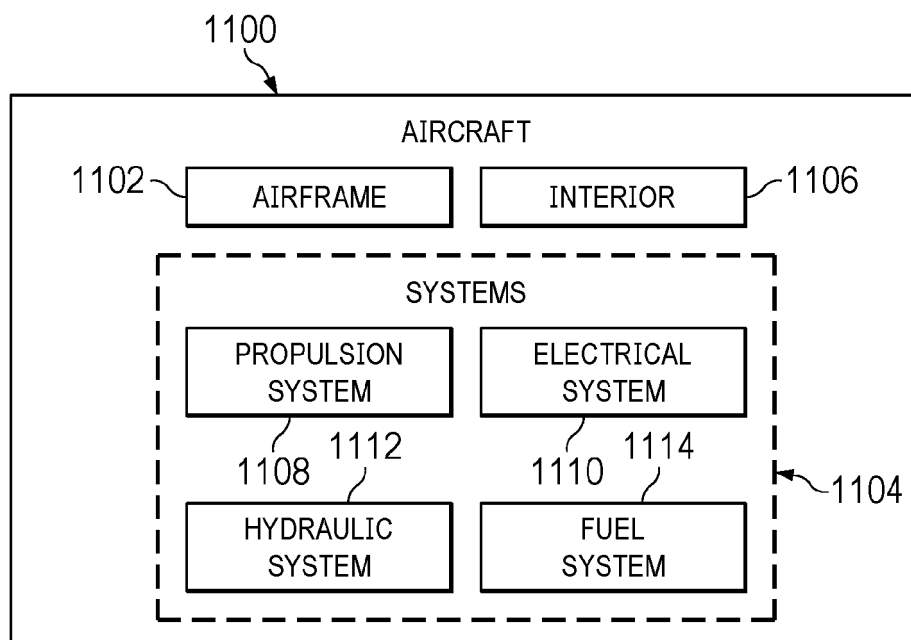 1100
AIRCRAFT
1102
AIRFRAME
INTERIOR
1106
SYSTEMS
PROPULSION
SYSTEM
ELECTRICAL
SYSTEM
1108
1112
1110
1114
1104
HYDRAULIC
SYSTEM
FUEL
SYSTEM